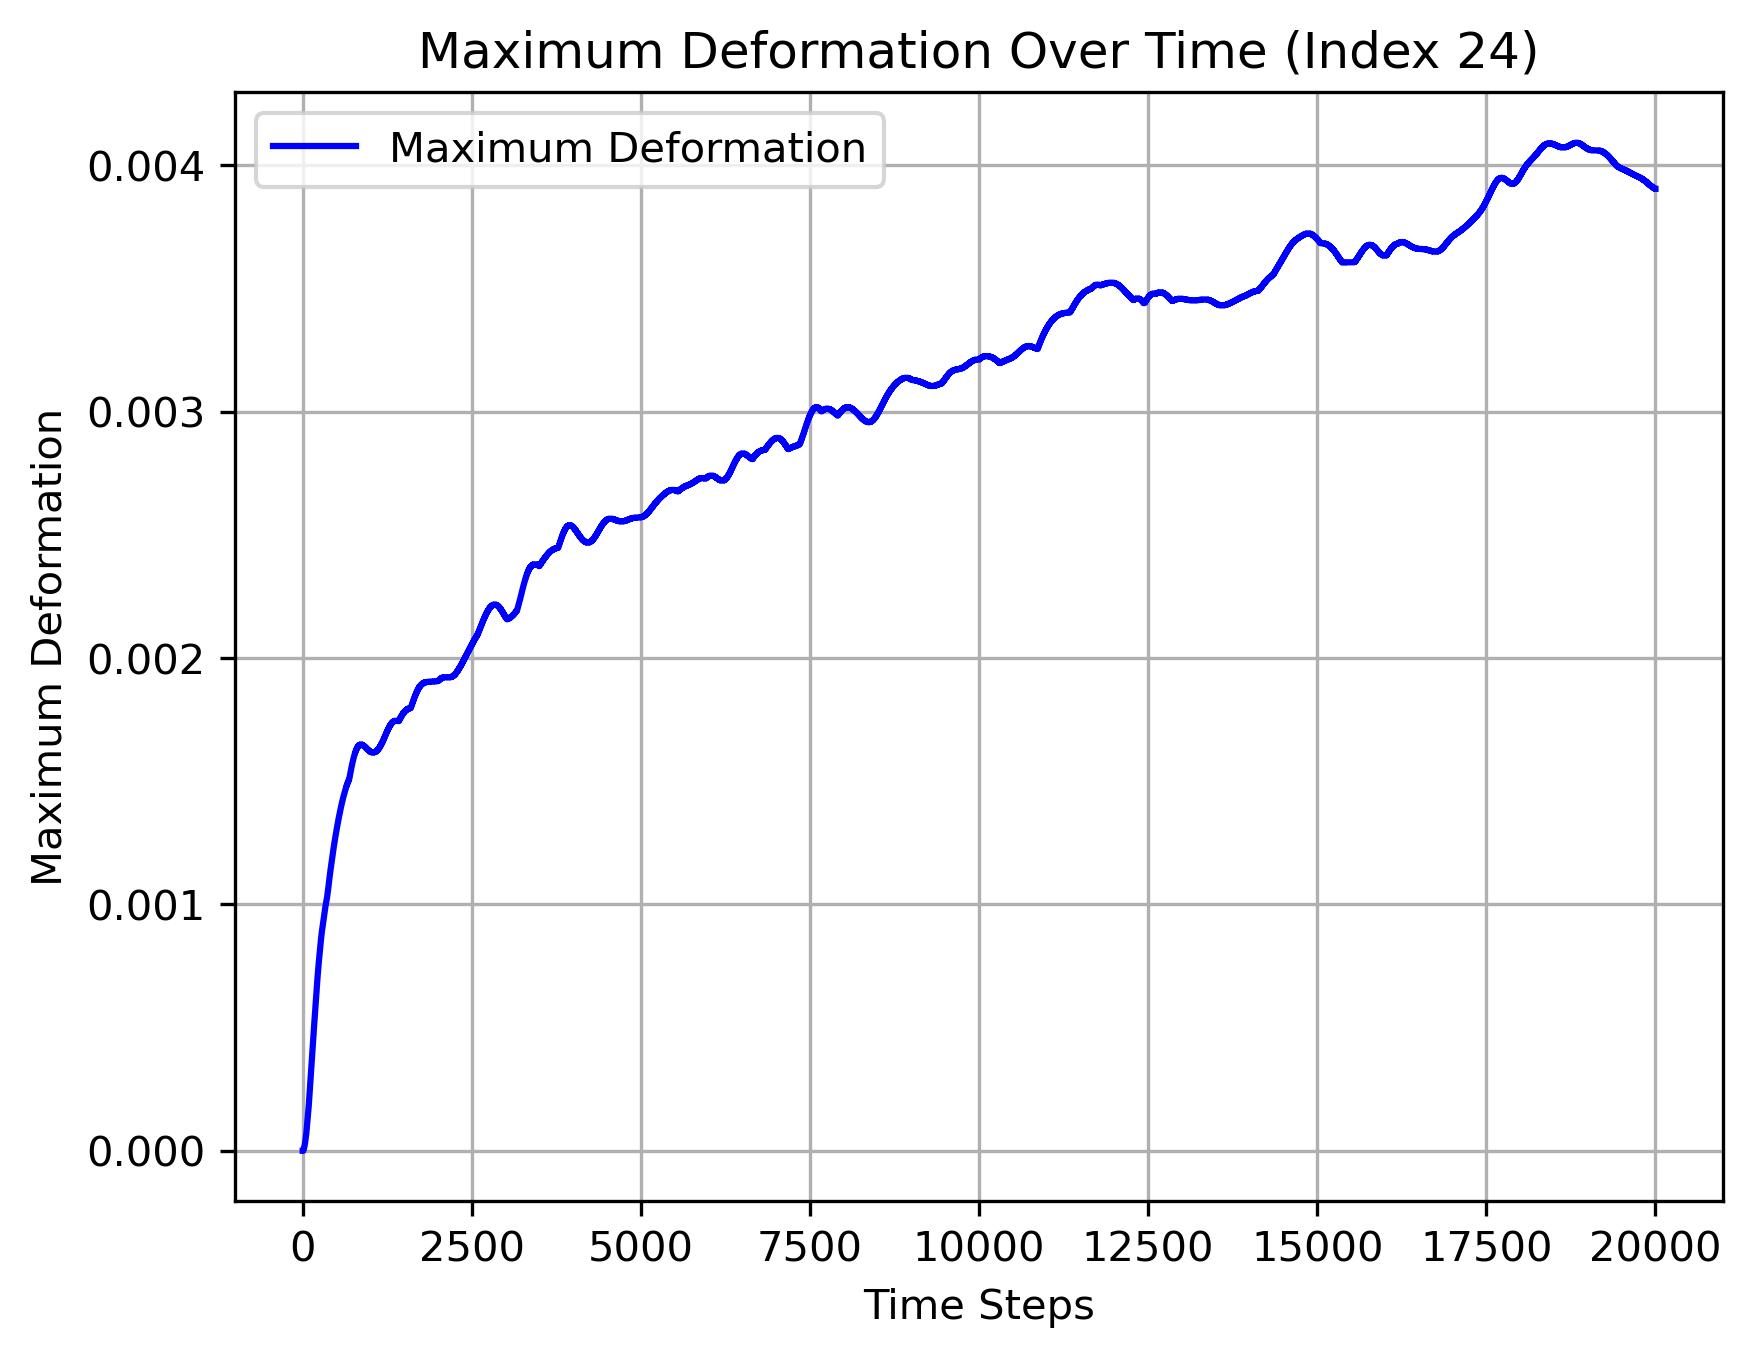 Maximum Deformation Over Time (Index 24)
Maximum Deformation
Maximum Deformation
0.004
0.003
0.002
0.001
0.000
0 2500 5000 7500 10000 12500 15000 17500 20000
Time Steps